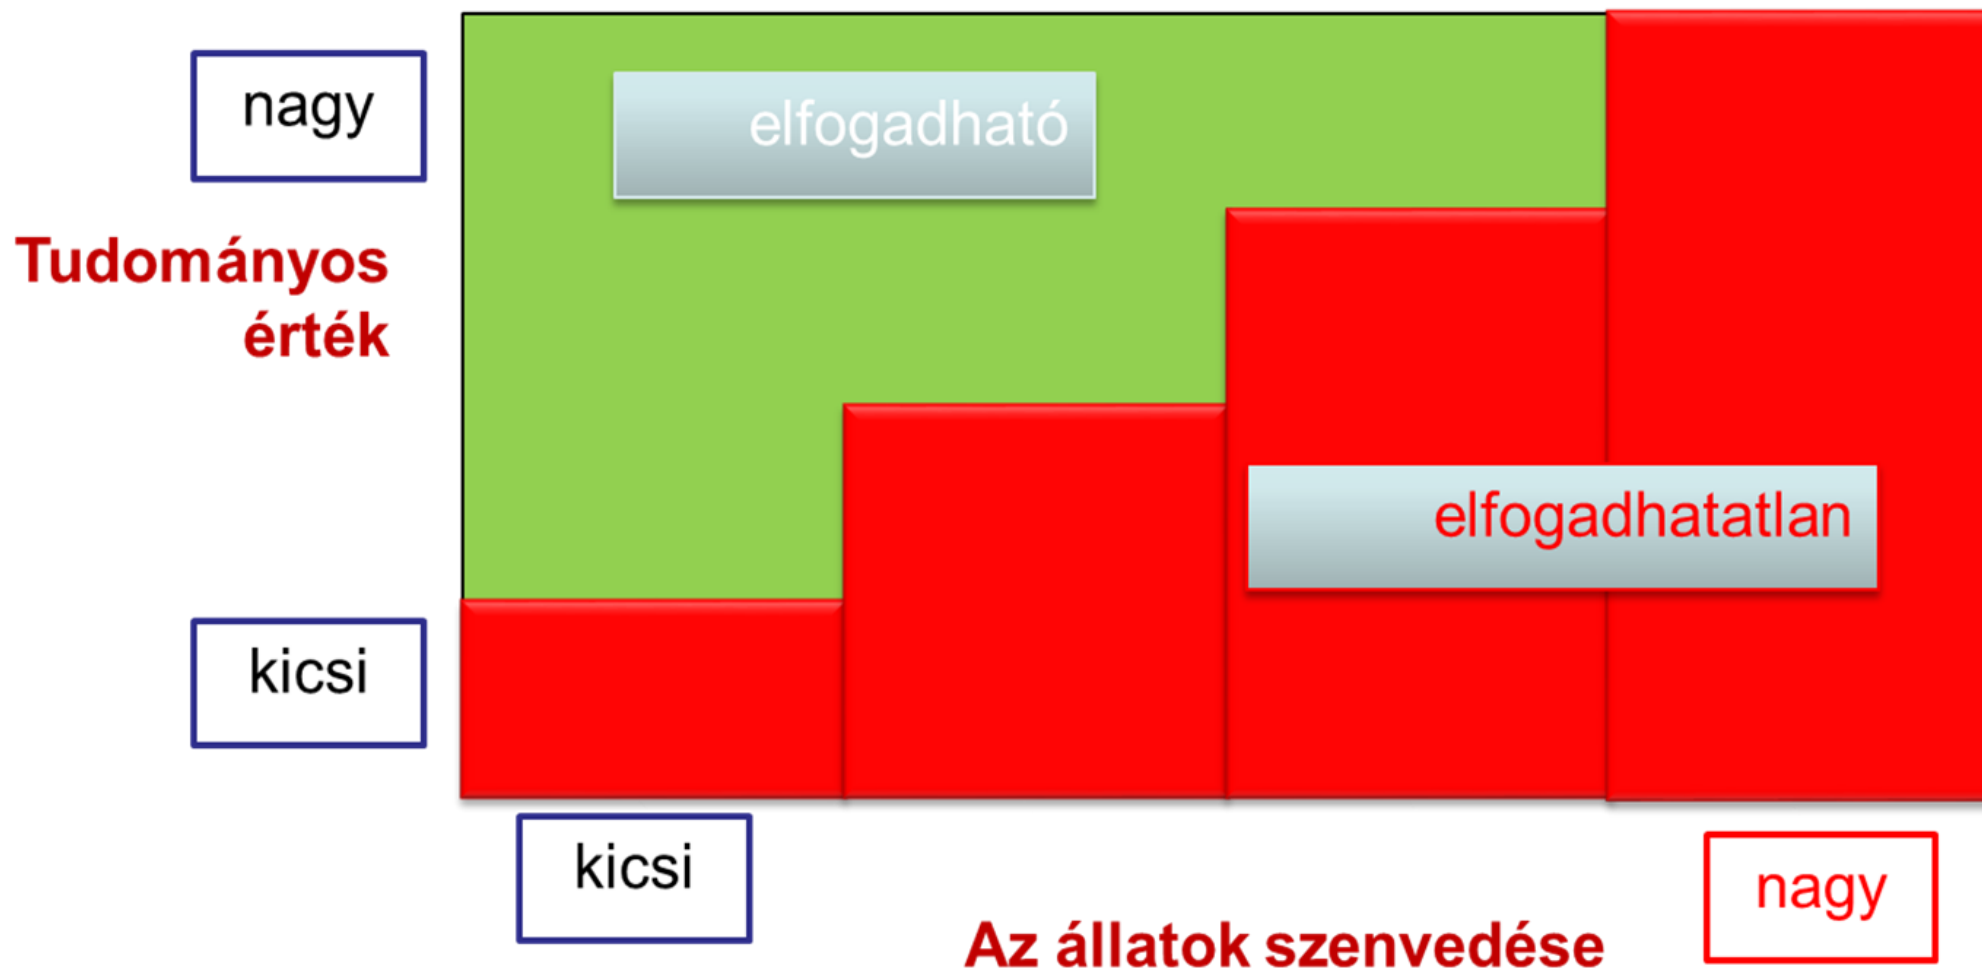 nagy
elfogadható
Tudományos
érték
elfogadhatatlan
kicsi
kicsi
nagy
Az állatok szenvedése